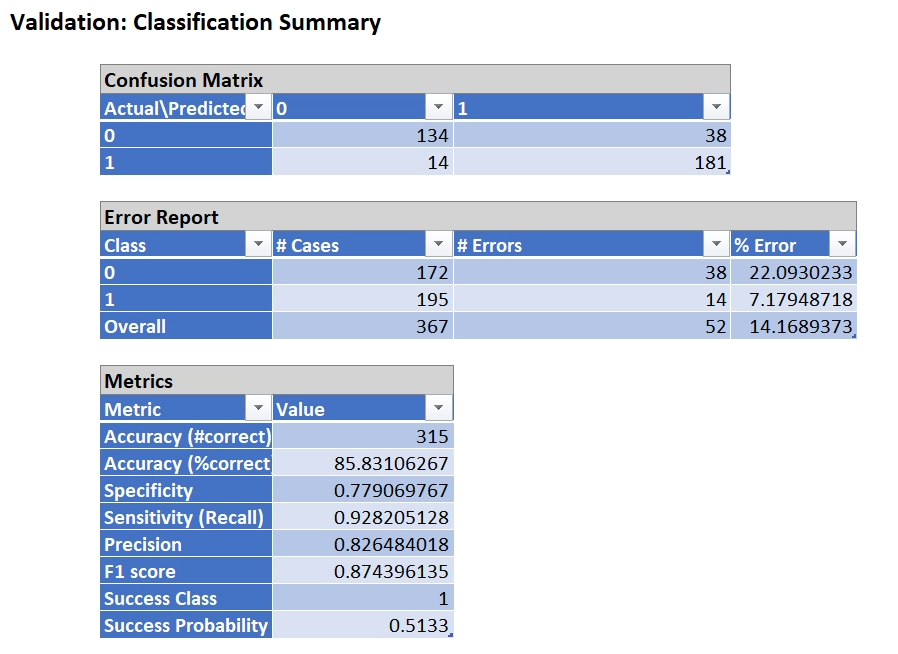 Validation: Classification Summary
Confusion Matrix
Actual\Predicted 0 1
0 134 38
1 14 181
Error Report
Class # Cases # Errors % Error
0 172 38 22.0930233
1 195 14 7.17948718
Overall 367 52 14.1689373
Metrics
Metric Value
Accuracy (#correct) 315
Accuracy (%correct 85.83106267
Specificity 0.779069767
Sensitivity (Recall) 0.928205128
Precision 0.826484018
F1 score 0.874396135
Success Class 1
Success Probability 0.5133